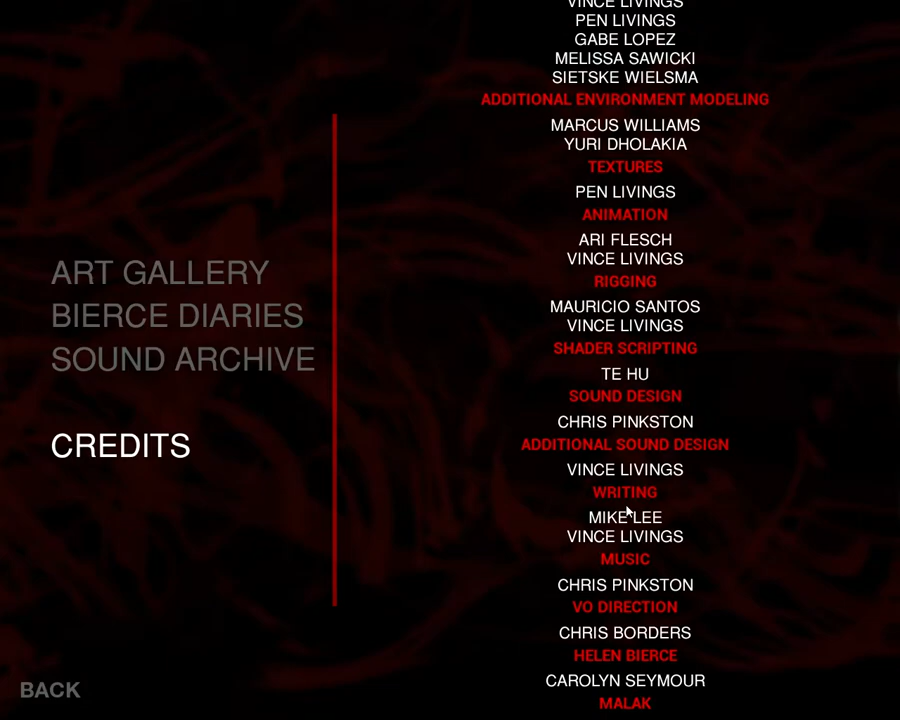 VINCE LIVINGS
PEN LIVINGS
GABE LOPEZ
MELISSA SAWICKI
SIETSKE WIELSMA
ADDITIONAL ENVIRONMENT MODELING
MARCUS WILLIAMS
YURI DHOLAKIA
TEXTURES
PEN LIVINGS
ANIMATION
ARI FLESCH
VINCE LIVINGS
RIGGING
MAURICIO SANTOS
VINCE LIVINGS
SHADER SCRIPTING
TE HU
SOUND DESIGN
CHRIS PINKSTON
ADDITIONAL SOUND DESIGN
VINCE LIVINGS
WRITING
MIKE LEE
VINCE LIVINGS
MUSIC
CHRIS PINKSTON
VO DIRECTION
CHRIS BORDERS
HELEN BIERCE
CAROLYN SEYMOUR
MALAK
ART GALLERY
BIERCE DIARIES
SOUND ARCHIVE
CREDITS
BACK